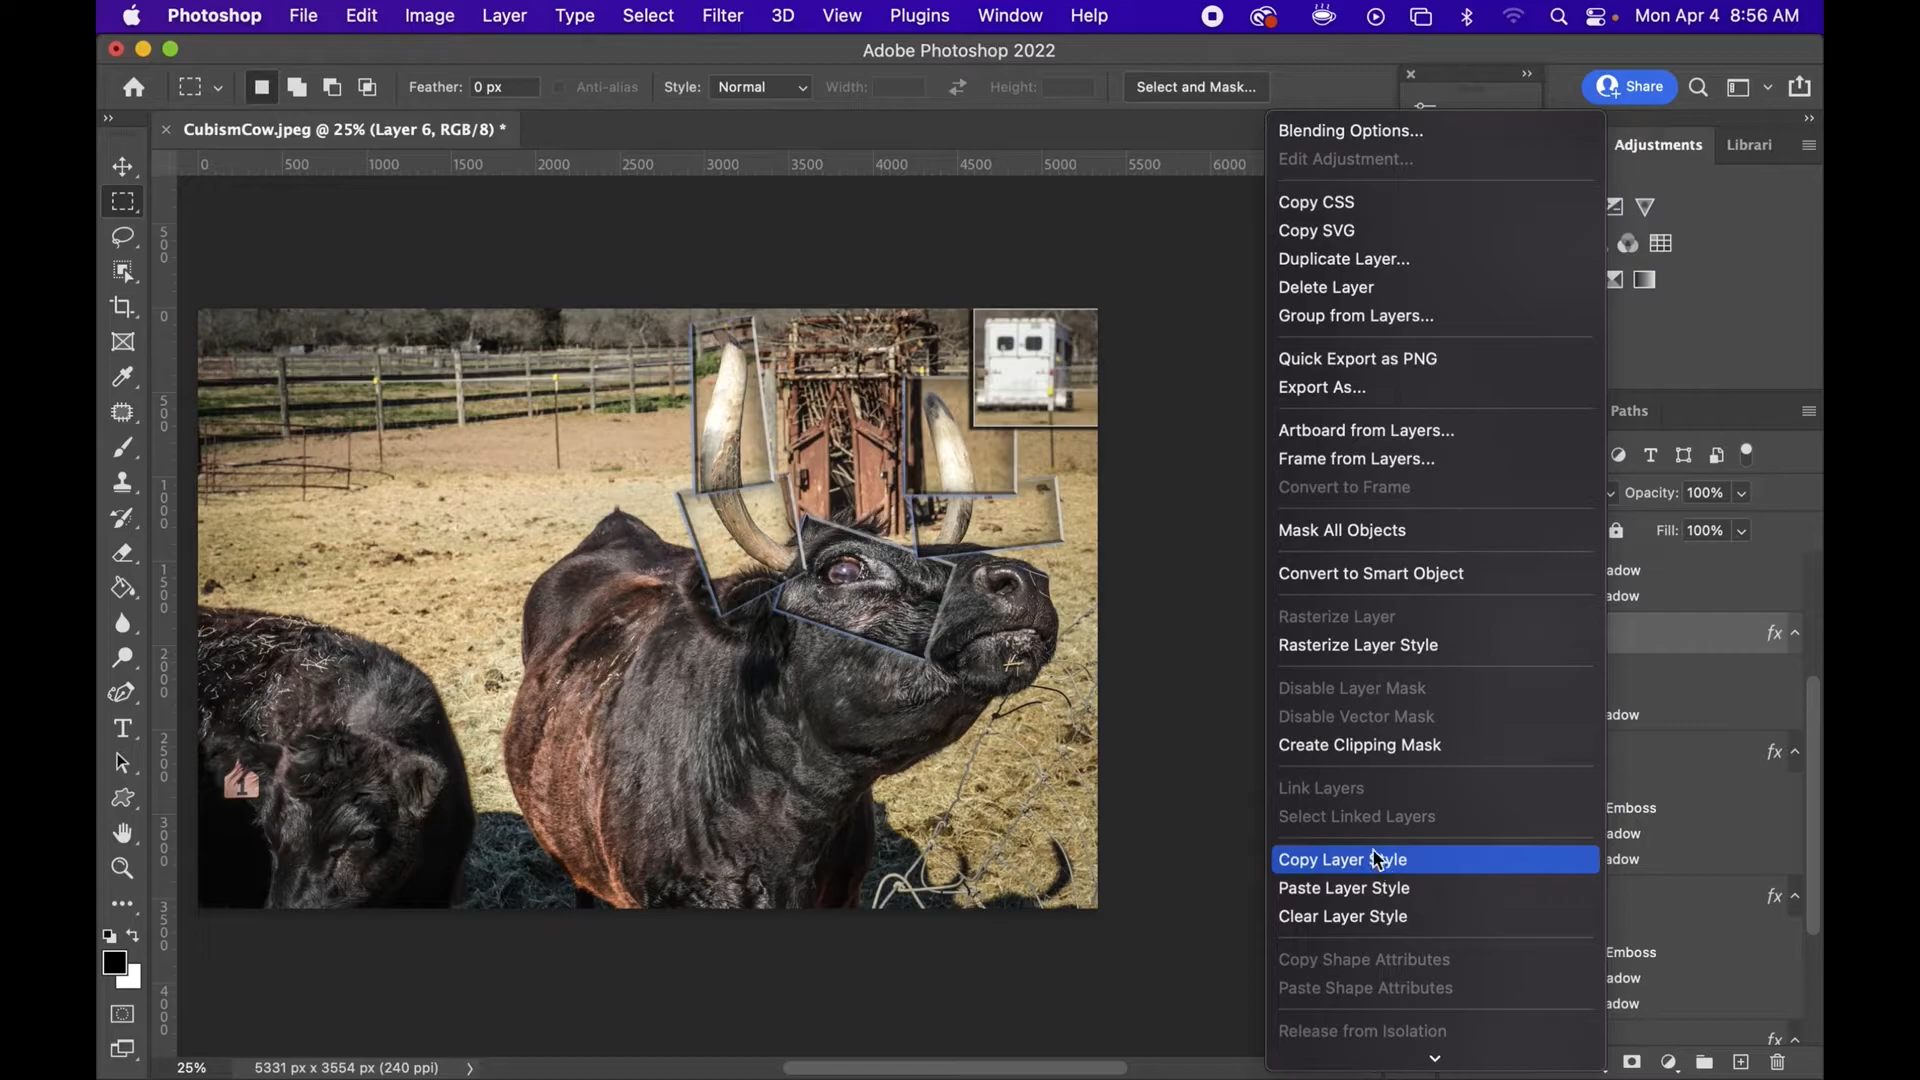 Photoshop File Edit Image Layer Type Select Filter 3D View Plugins Window Help Mon Apr 4 8:56 AM
Adobe Photoshop 2022
Feather: 0 px Anti-alias Style: Normal Width: Height: Select and Mask... Share
CubismCow.jpeg @ 25% (Layer 6, RGB/8) *
0 500 1000 1500 2000 2500 3000 3500 4000 4500 5000 5500 6000
Adjustments Librari
Blending Options...
Edit Adjustment...
Copy CSS
Copy SVG
Duplicate Layer...
Delete Layer
Group from Layers...
Quick Export as PNG
Export As...
Artboard from Layers...
Frame from Layers...
Convert to Frame
Mask All Objects
Convert to Smart Object
Rasterize Layer
Rasterize Layer Style
Disable Layer Mask
Disable Vector Mask
Create Clipping Mask
Link Layers
Select Linked Layers
Copy Layer Style
Paste Layer Style
Clear Layer Style
Copy Shape Attributes
Paste Shape Attributes
Release from Isolation
Paths
Opacity: 100%
Fill: 100%
adow
adow
fx
adow
fx
Emboss
adow
adow
fx
Emboss
adow
adow
fx
500
0
500
1000
1500
2000
2500
3000
3500
4000
1
25% 5331 px x 3554 px (240 ppi)